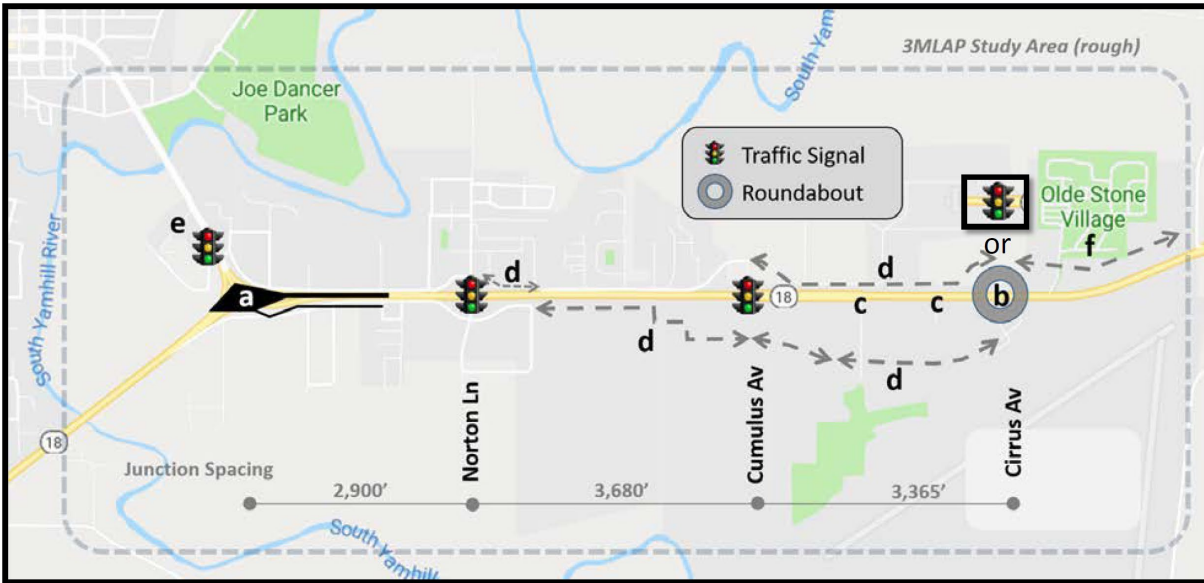 3MLAP Study Area (rough)
South Yam
Joe Dancer
Park
Traffic Signal
Roundabout
Olde Stone
Village
or
e
f
d
d
a
18
c
c
b
d
d
South Yamhill River
18
Norton Ln
Cumulus Av
Cirrus Av
Junction Spacing
2,900’
3,680’
3,365’
South Yamhill